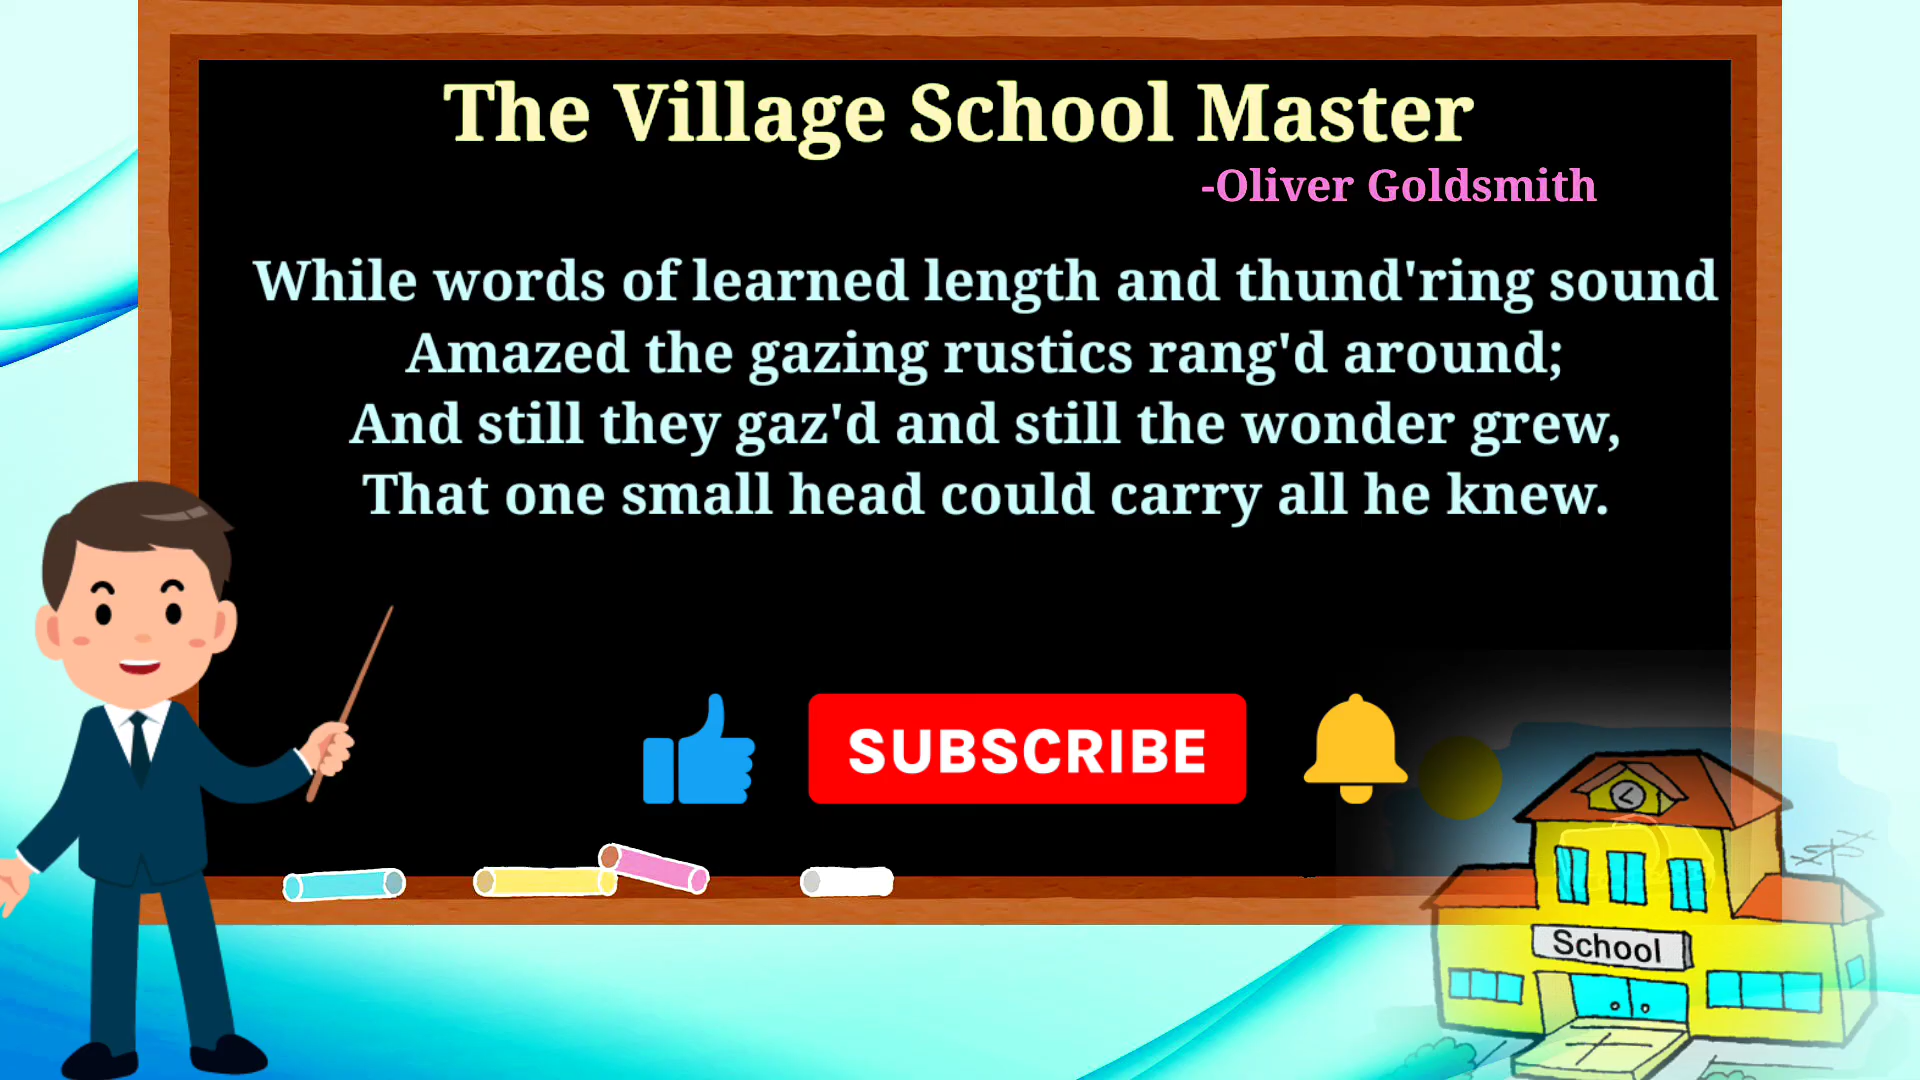 The Village School Master
-Oliver Goldsmith
While words of learned length and thund'ring sound
Amazed the gazing rustics rang'd around;
And still they gaz'd and still the wonder grew,
That one small head could carry all he knew.
SUBSCRIBE
School